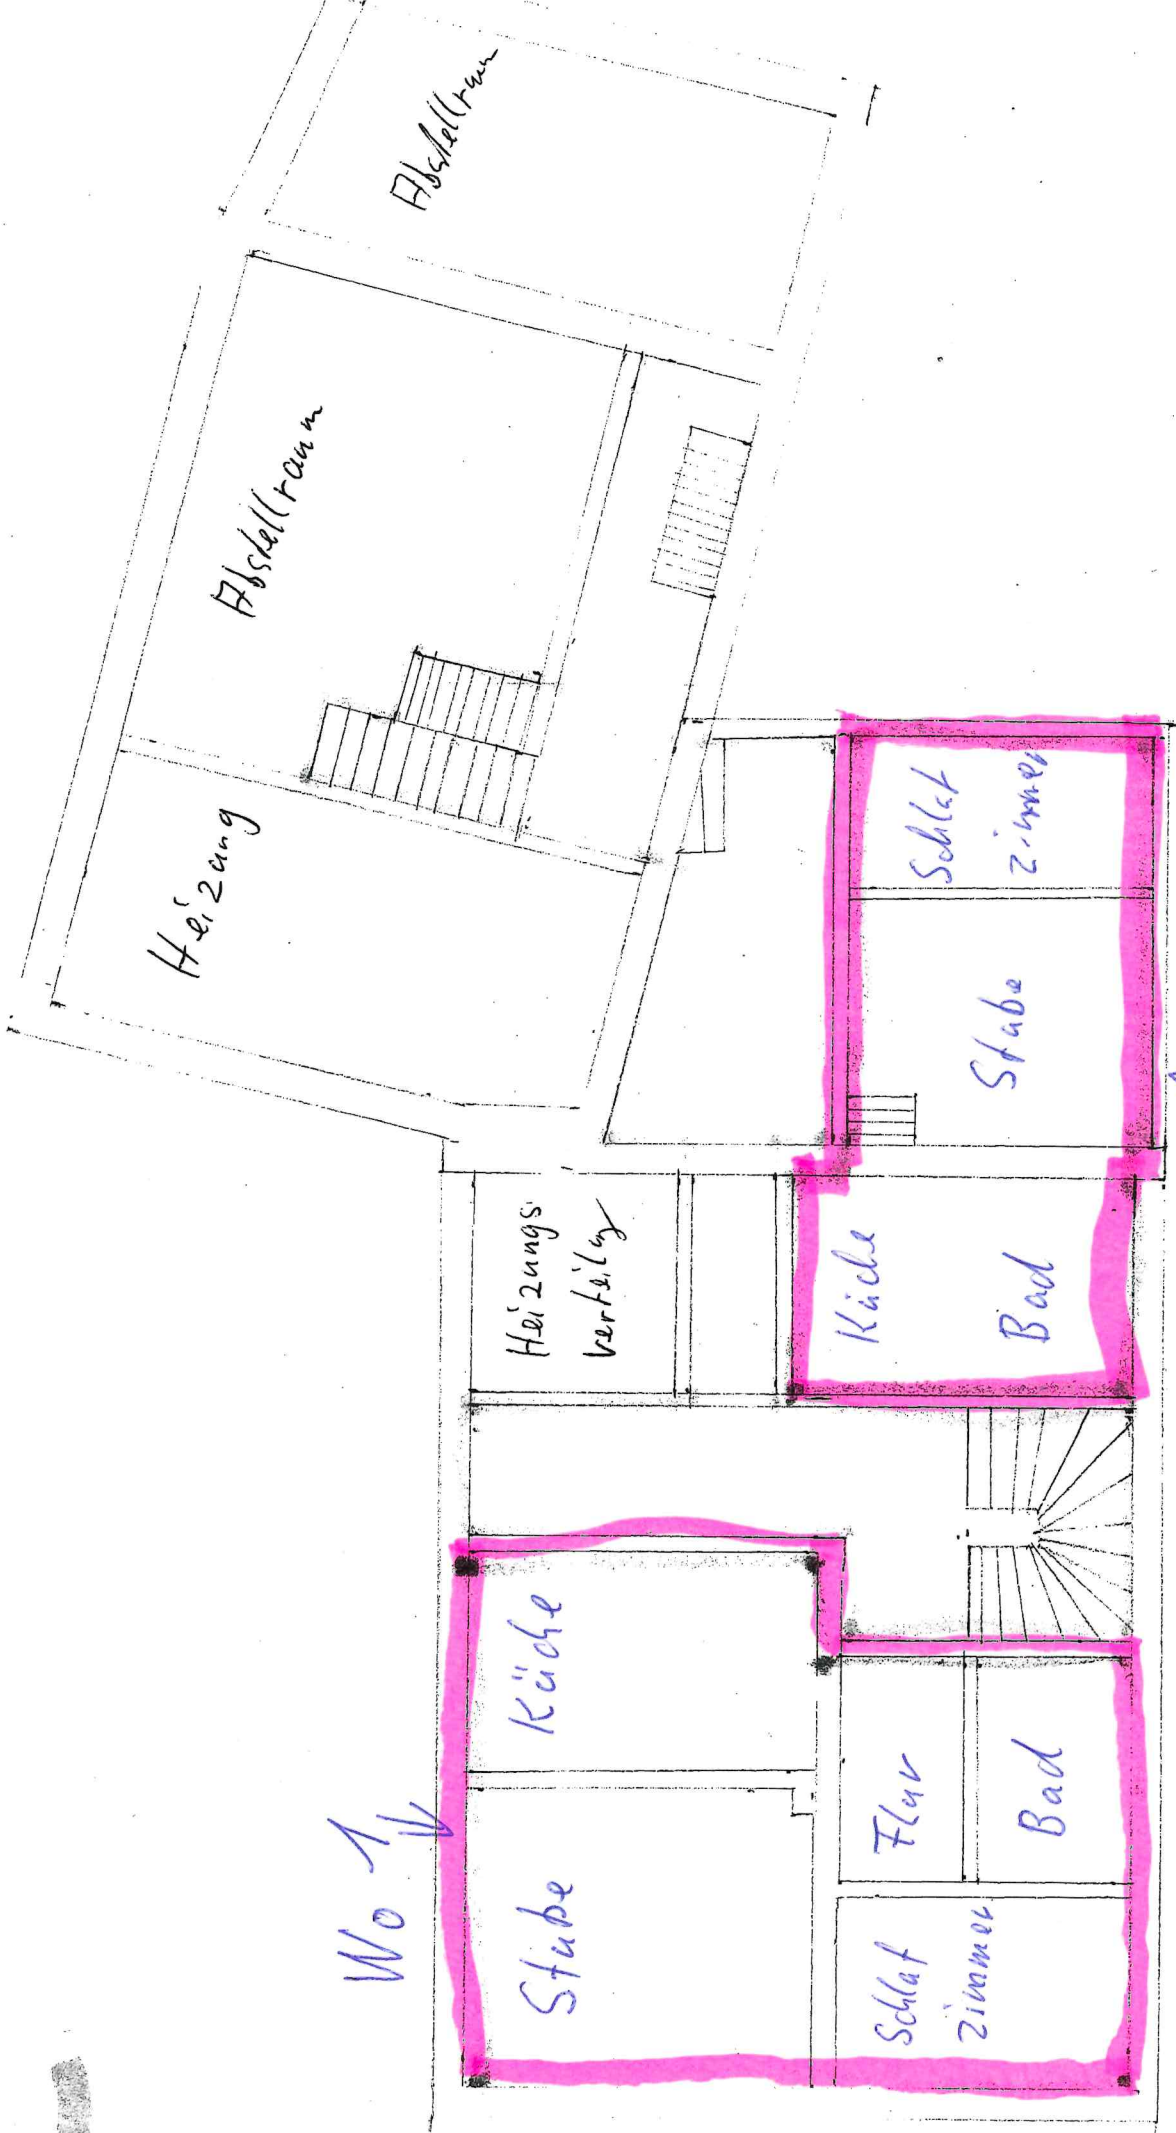 Abstellraum
Abstellraum
Heizung
Heizungs
verteilung
Schlaf
zimmer
Stube
Küche
Bad
Wo 1
Küche
Stube
Flur
Bad
Schlaf
zimmer